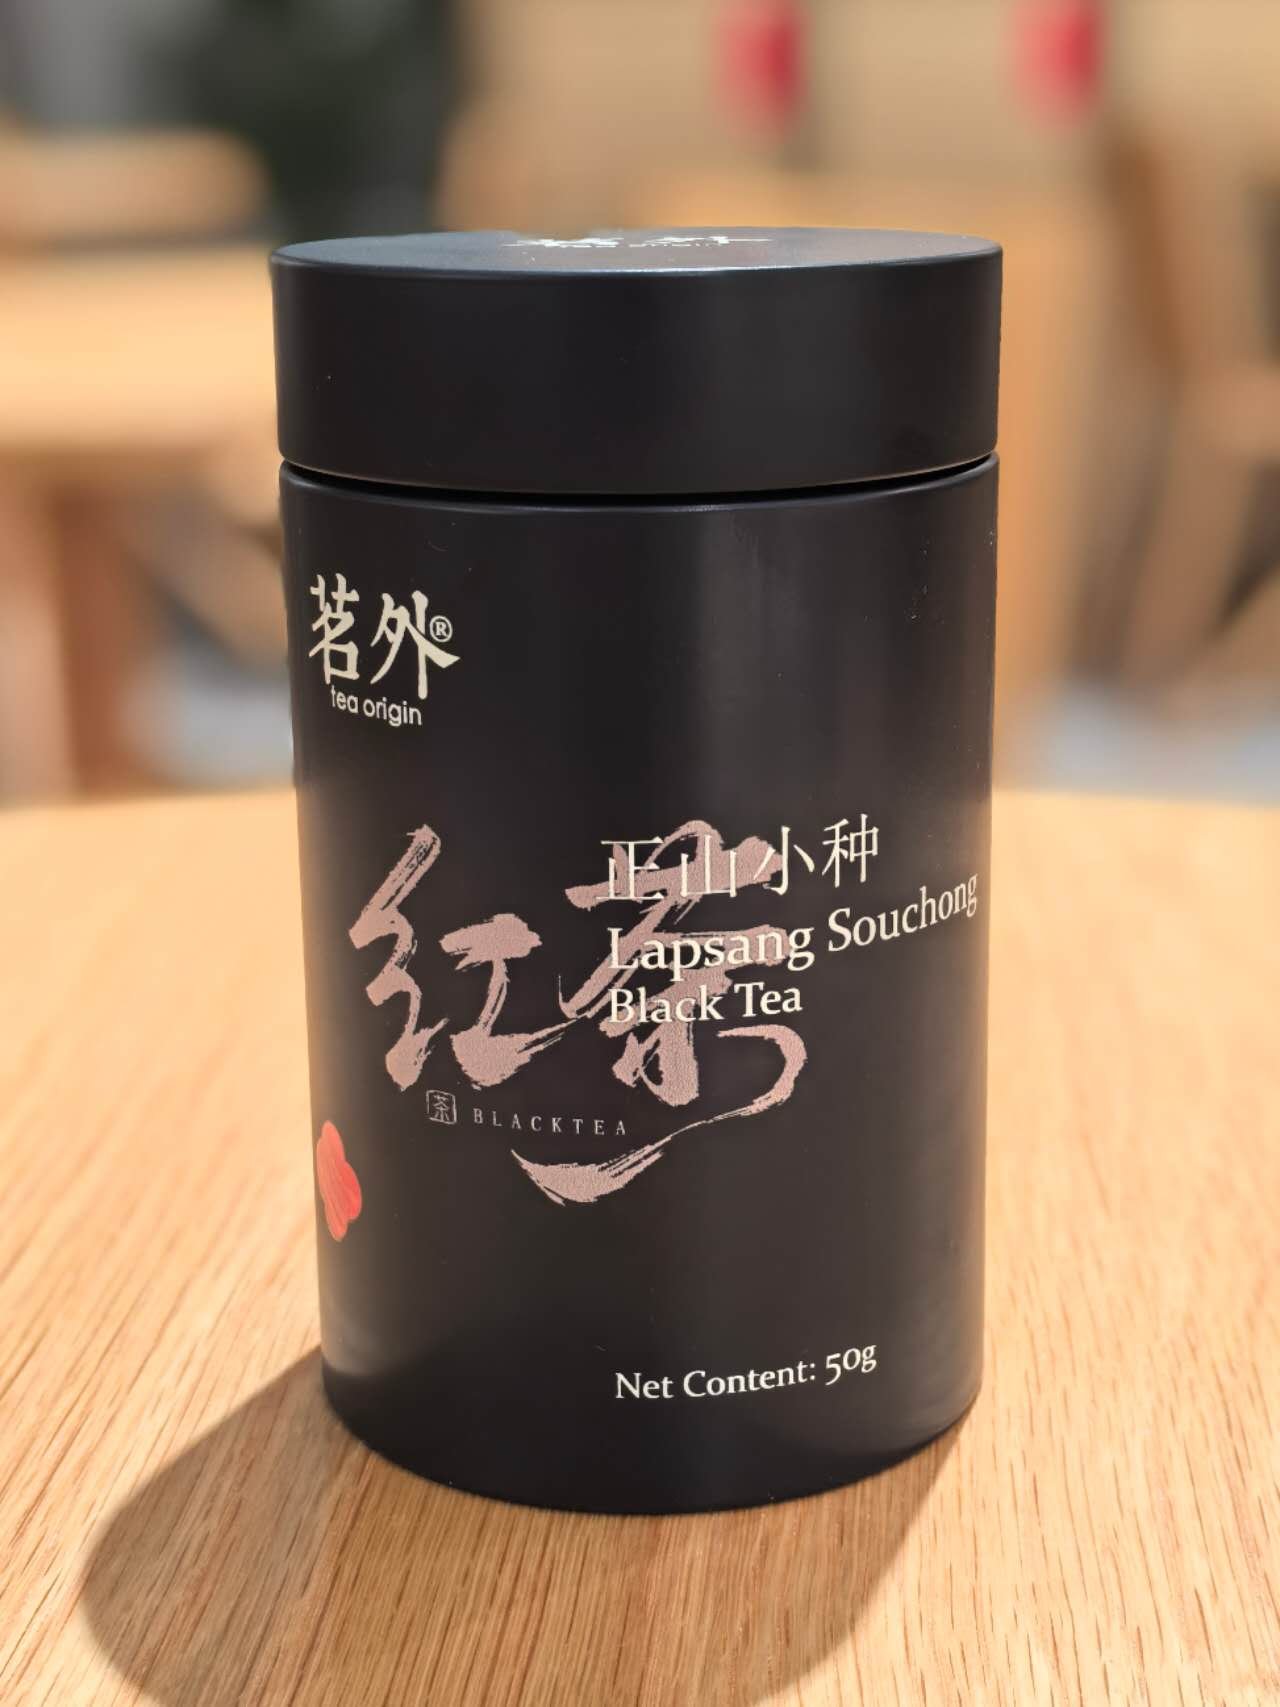 茗外®
tea origin
红茶
正山小种
Lapsang Souchong
Black Tea
茶 BLACKTEA
Net Content: 50g